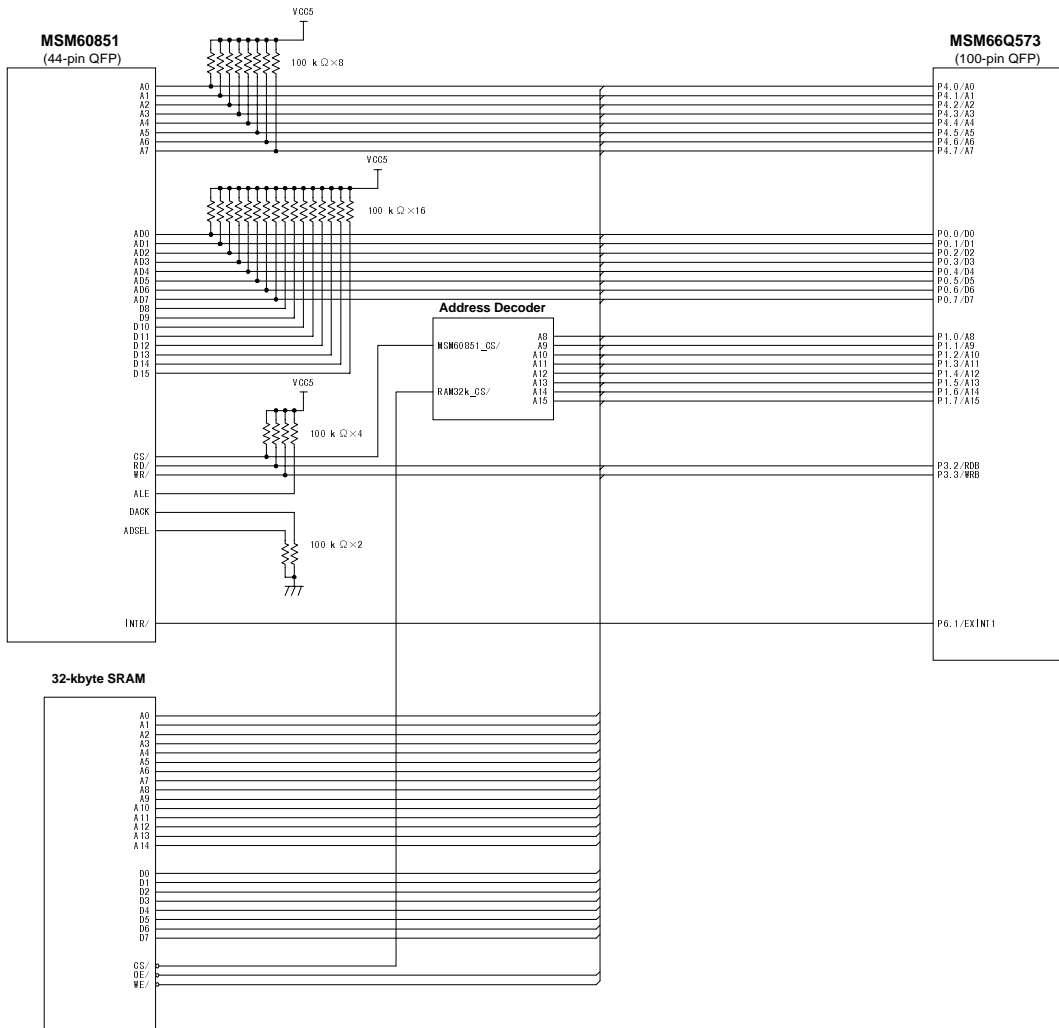 VCC5
MSM60851
(44-pin QFP)
100 k Ω×8
MSM66Q573
(100-pin QFP)
A0
A1
A2
A3
A4
A5
A6
A7
P4.0/A0
P4.1/A1
P4.2/A2
P4.3/A3
P4.4/A4
P4.5/A5
P4.6/A6
P4.7/A7
VCC5
100 k Ω×16
AD0
AD1
AD2
AD3
AD4
AD5
AD6
AD7
D8
D9
D10
D11
D12
D13
D14
D15
P0.0/D0
P0.1/D1
P0.2/D2
P0.3/D3
P0.4/D4
P0.5/D5
P0.6/D6
P0.7/D7
Address Decoder
MSM60851_CS/
RAM32k_CS/
A8
A9
A10
A11
A12
A13
A14
A15
P1.0/A8
P1.1/A9
P1.2/A10
P1.3/A11
P1.4/A12
P1.5/A13
P1.6/A14
P1.7/A15
VCC5
100 k Ω×4
CS/
RD/
WR/
ALE
DACK
ADSEL
P3.2/RDB
P3.3/WRB
100 k Ω×2
INTR/
P6.1/EXINT1
32-kbyte SRAM
A0
A1
A2
A3
A4
A5
A6
A7
A8
A9
A10
A11
A12
A13
A14
D0
D1
D2
D3
D4
D5
D6
D7
CS/
OE/
WE/